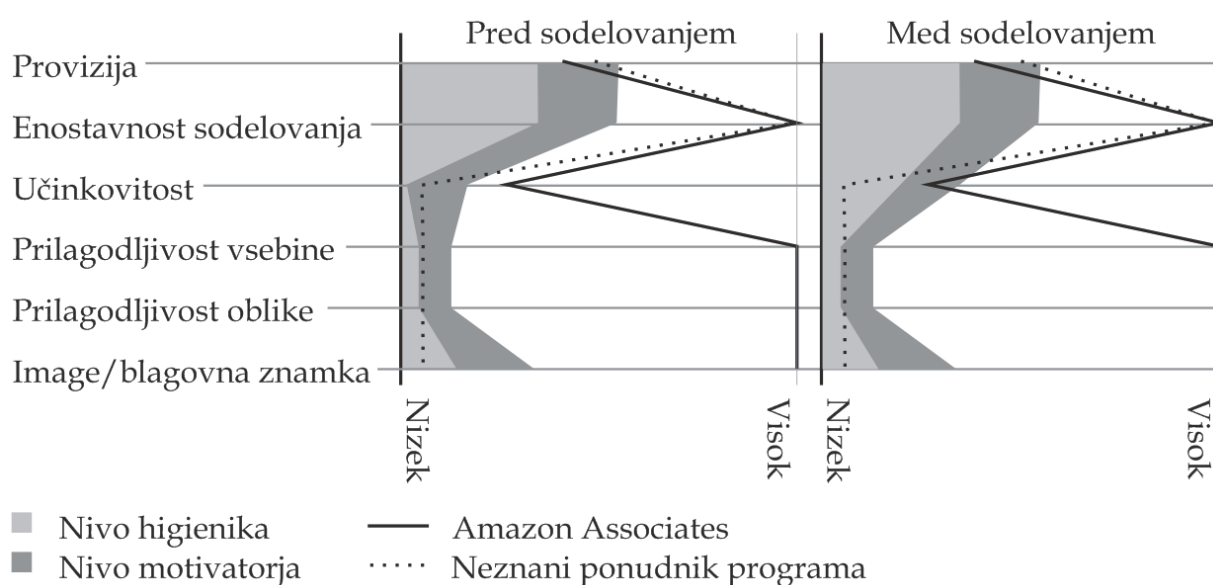 Pred sodelovanjem
Med sodelovanjem
Provizija
Enostavnost sodelovanja
Učinkovitost
Prilagodljivost vsebine
Prilagodljivost oblike
Image/blagovna znamka
Nizek
Visok
Nizek
Visok
Nivo higienika
Amazon Associates
Nivo motivatorja
Neznani ponudnik programa